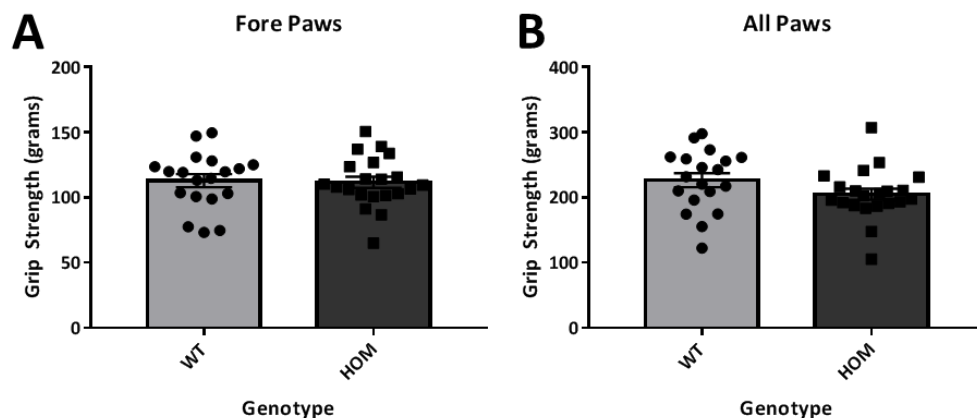 A
Fore Paws
Grip Strength (grams)
200
150
100
50
0
WT
HOM
Genotype
B
All Paws
Grip Strength (grams)
400
300
200
100
0
WT
HOM
Genotype